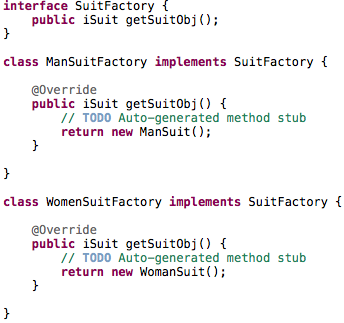 interface SuitFactory {
    public iSuit getSuitObj();
}
class ManSuitFactory implements SuitFactory {
    @Override
    public iSuit getSuitObj() {
        // TODO Auto-generated method stub
        return new ManSuit();
    }
}
class WomenSuitFactory implements SuitFactory {
    @Override
    public iSuit getSuitObj() {
        // TODO Auto-generated method stub
        return new WomanSuit();
    }
}